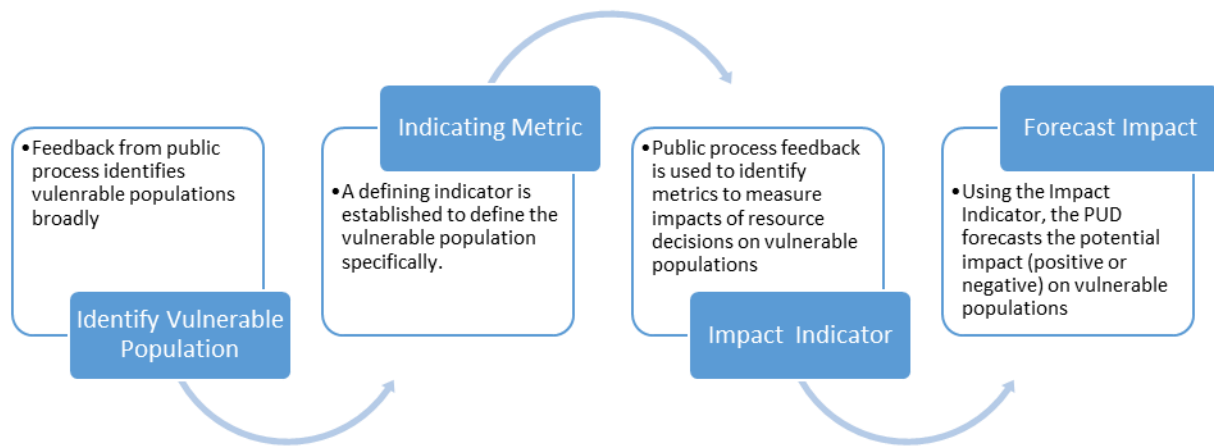 •Feedback from public
process identifies
vulenrable populations
broadly
Identify Vulnerable
Population
Indicating Metric
•A defining indicator is
established to define the
vulnerable population
specifically.
•Public process feedback
is used to identify
metrics to measure
impacts of resource
decisions on vulnerable
populations
Impact Indicator
Forecast Impact
•Using the Impact
Indicator, the PUD
forecasts the potential
impact (positive or
negative) on vulnerable
populations